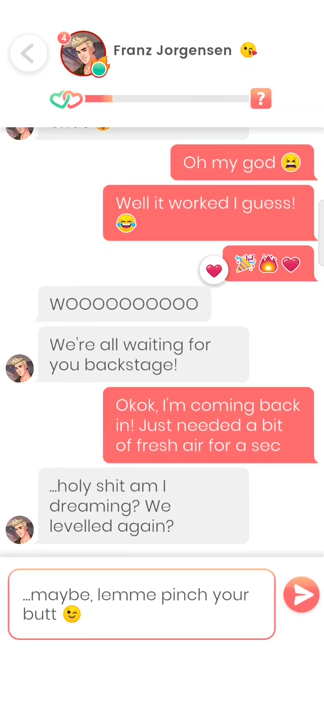 4
Franz Jorgensen 😘
?
Oh my god 😫
Well it worked I guess!
😂
🎉🔥💗
WOOOOOOOOOO
We're all waiting for
you backstage!
Okok, I'm coming back
in! Just needed a bit
of fresh air for a sec
...holy shit am I
dreaming? We
levelled again?
...maybe, lemme pinch your
butt 😉